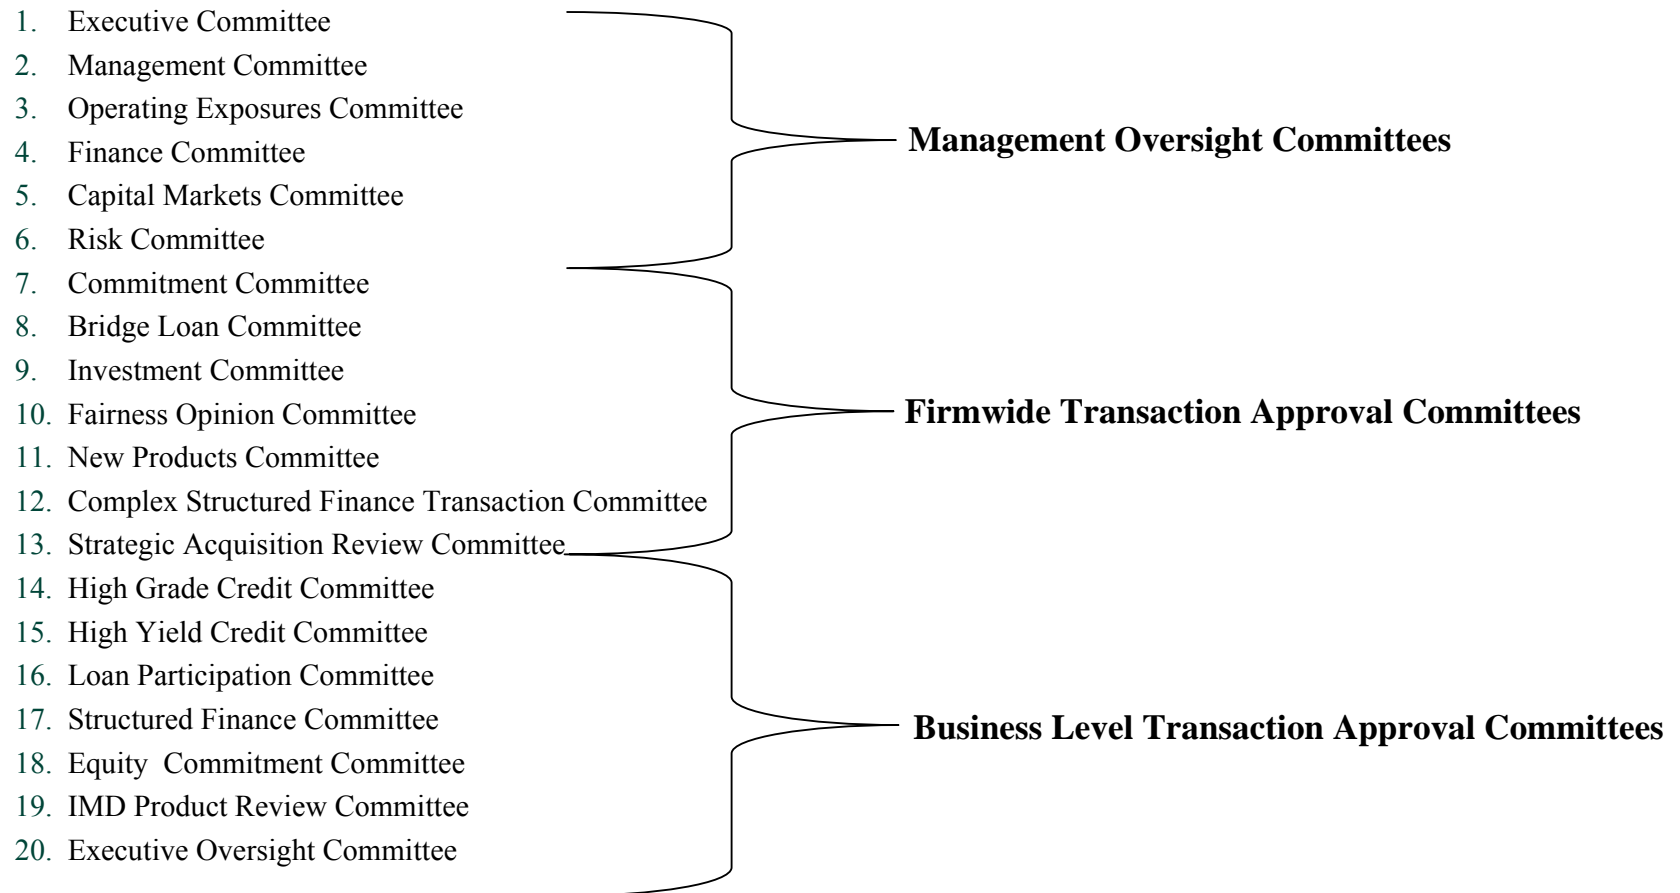 1. Executive Committee
2. Management Committee
3. Operating Exposures Committee
4. Finance Committee
5. Capital Markets Committee
6. Risk Committee
Management Oversight Committees
7. Commitment Committee
8. Bridge Loan Committee
9. Investment Committee
10. Fairness Opinion Committee
11. New Products Committee
12. Complex Structured Finance Transaction Committee
13. Strategic Acquisition Review Committee
Firmwide Transaction Approval Committees
14. High Grade Credit Committee
15. High Yield Credit Committee
16. Loan Participation Committee
17. Structured Finance Committee
18. Equity  Commitment Committee
19. IMD Product Review Committee
20. Executive Oversight Committee
Business Level Transaction Approval Committees